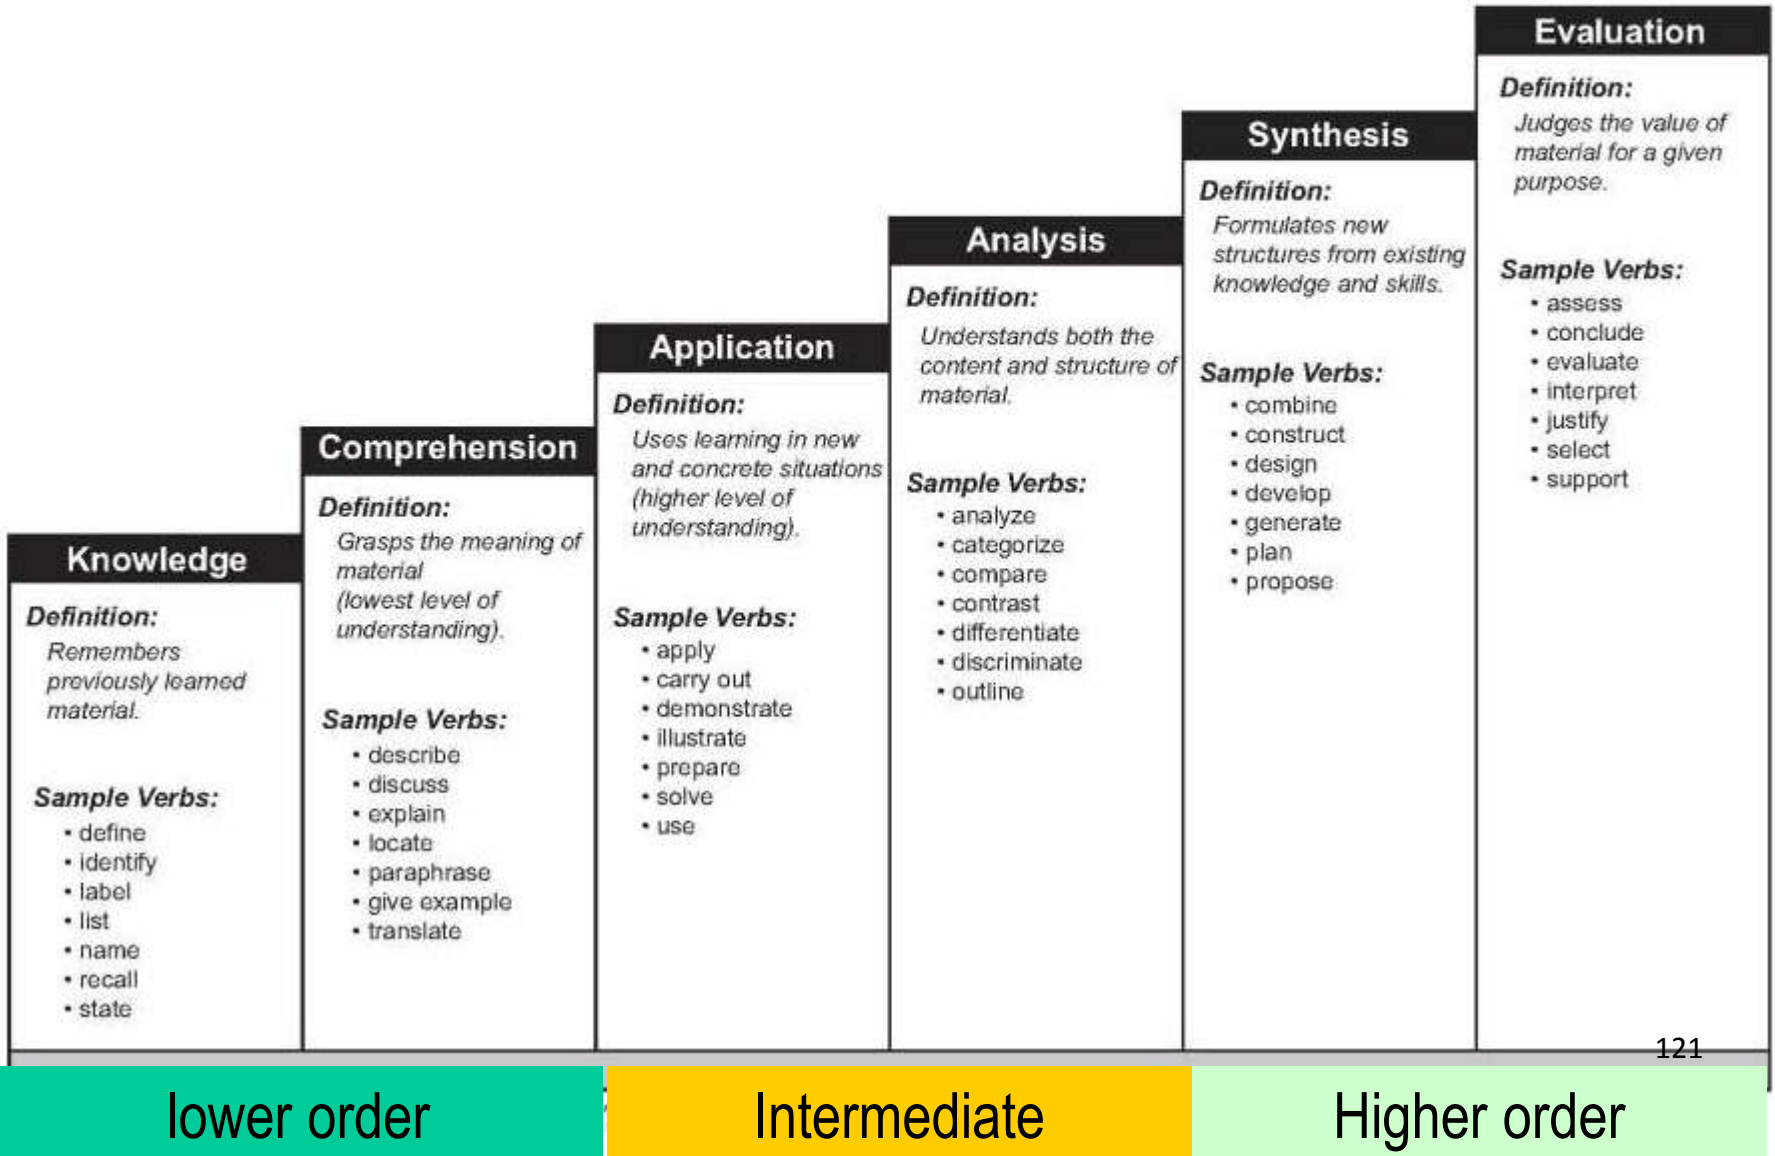 Knowledge
Definition:
Remembers
previously learned
material.
Sample Verbs:
• define
• identify
• label
• list
• name
• recall
• state
Comprehension
Definition:
Grasps the meaning of
material
(lowest level of
understanding).
Sample Verbs:
• describe
• discuss
• explain
• locate
• paraphrase
• give example
• translate
Application
Definition:
Uses learning in new
and concrete situations
(higher level of
understanding).
Sample Verbs:
• apply
• carry out
• demonstrate
• illustrate
• prepare
• solve
• use
Analysis
Definition:
Understands both the
content and structure of
material.
Sample Verbs:
• analyze
• categorize
• compare
• contrast
• differentiate
• discriminate
• outline
Synthesis
Definition:
Formulates new
structures from existing
knowledge and skills.
Sample Verbs:
• combine
• construct
• design
• develop
• generate
• plan
• propose
Evaluation
Definition:
Judges the value of
material for a given
purpose.
Sample Verbs:
• assess
• conclude
• evaluate
• interpret
• justify
• select
• support
121
lower order
Intermediate
Higher order